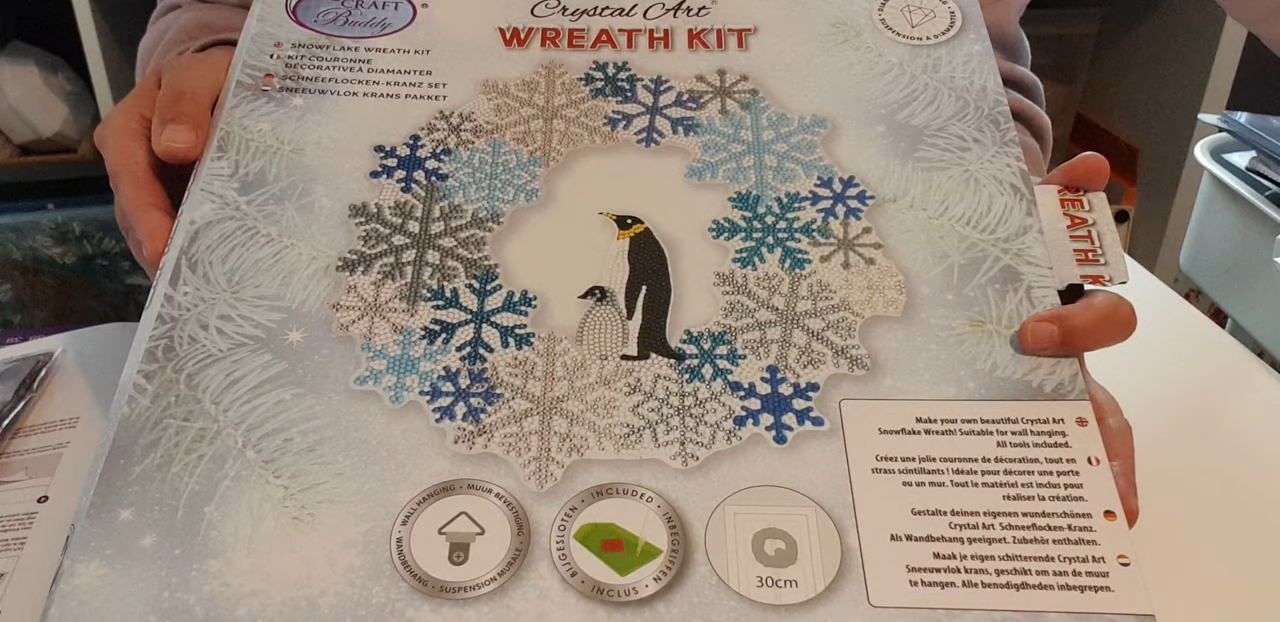 CRAFT
Buddy
®
Crystal Art®
WREATH KIT
SNOWFLAKE WREATH KIT
KIT COURONNE
DÉCORATIVE À DIAMANTER
SCHNEEFLOCKEN-KRANZ SET
SNEEUWVLOK KRANS PAKKET
SUSPENSION À DIAMANTER
REATH K
Make your own beautiful Crystal Art
Snowflake Wreath! Suitable for wall hanging.
All tools included.
Créez une jolie couronne de décoration, tout en
strass scintillants ! Idéale pour décorer une porte
ou un mur. Tout le matériel est inclus pour
réaliser la création.
Gestalte deinen eigenen wunderschönen
Crystal Art Schneeflocken-Kranz.
Als Wandbehang geeignet. Zubehör enthalten.
Maak je eigen schitterende Crystal Art
Sneeuwvlok krans, geschikt om aan de muur
te hangen. Alle benodigdheden inbegrepen.
WALL HANGING • MUUR-BEVESTIGING • SUSPENSION MURALE • WANDBEHANG •
• INCLUDED • INBEGRIFFEN • INCLUS • BIJGESLOTEN
30cm